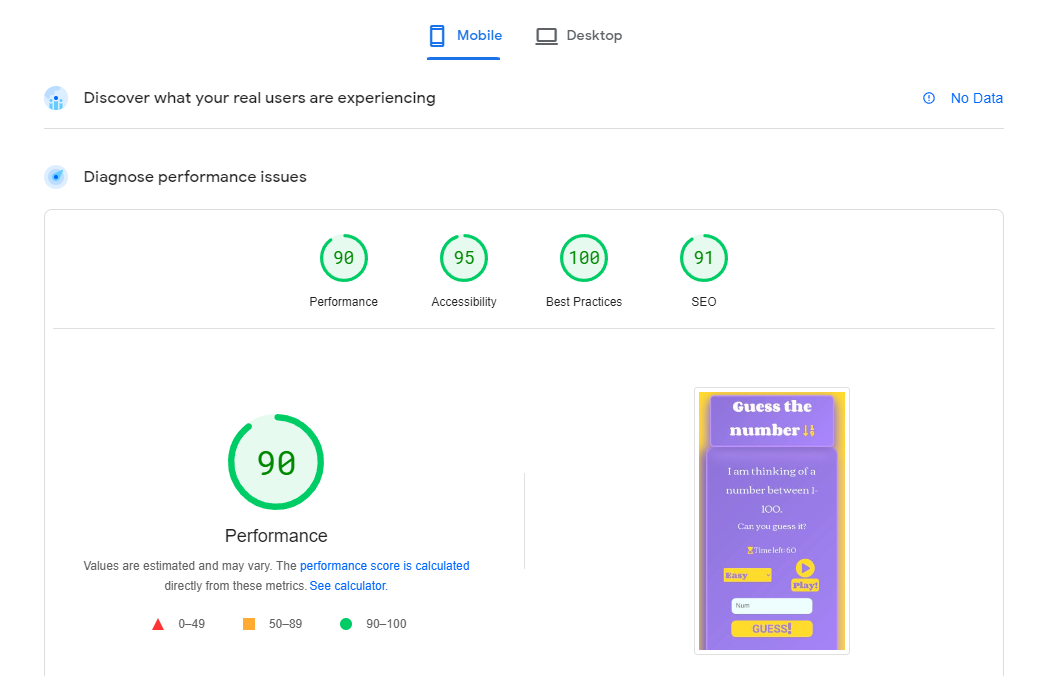 Mobile
Desktop
Discover what your real users are experiencing
No Data
Diagnose performance issues
90
95
100
91
Performance
Accessibility
Best Practices
SEO
90
Performance
Values are estimated and may vary. The performance score is calculated
directly from these metrics. See calculator.
0–49
50–89
90–100
Guess the
number
I am thinking of a
number between 1-
100.
Can you guess it?
Time left: 60
Easy
Play!
Num
GUESS!